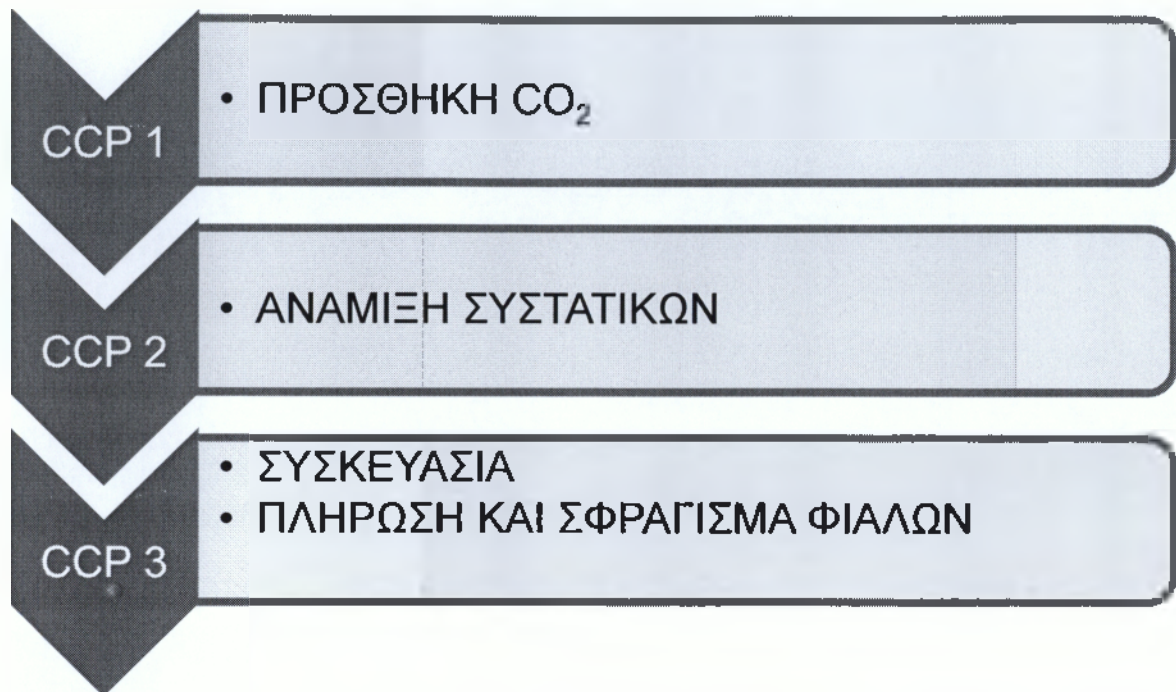 CCP 1
• ΠΡΟΣΘΗΚΗ CO₂
CCP 2
• ΑΝΑΜΙΞΗ ΣΥΣΤΑΤΙΚΩΝ
CCP 3
• ΣΥΣΚΕΥΑΣΙΑ
• ΠΛΗΡΩΣΗ ΚΑΙ ΣΦΡΑΓΙΣΜΑ ΦΙΑΛΩΝ